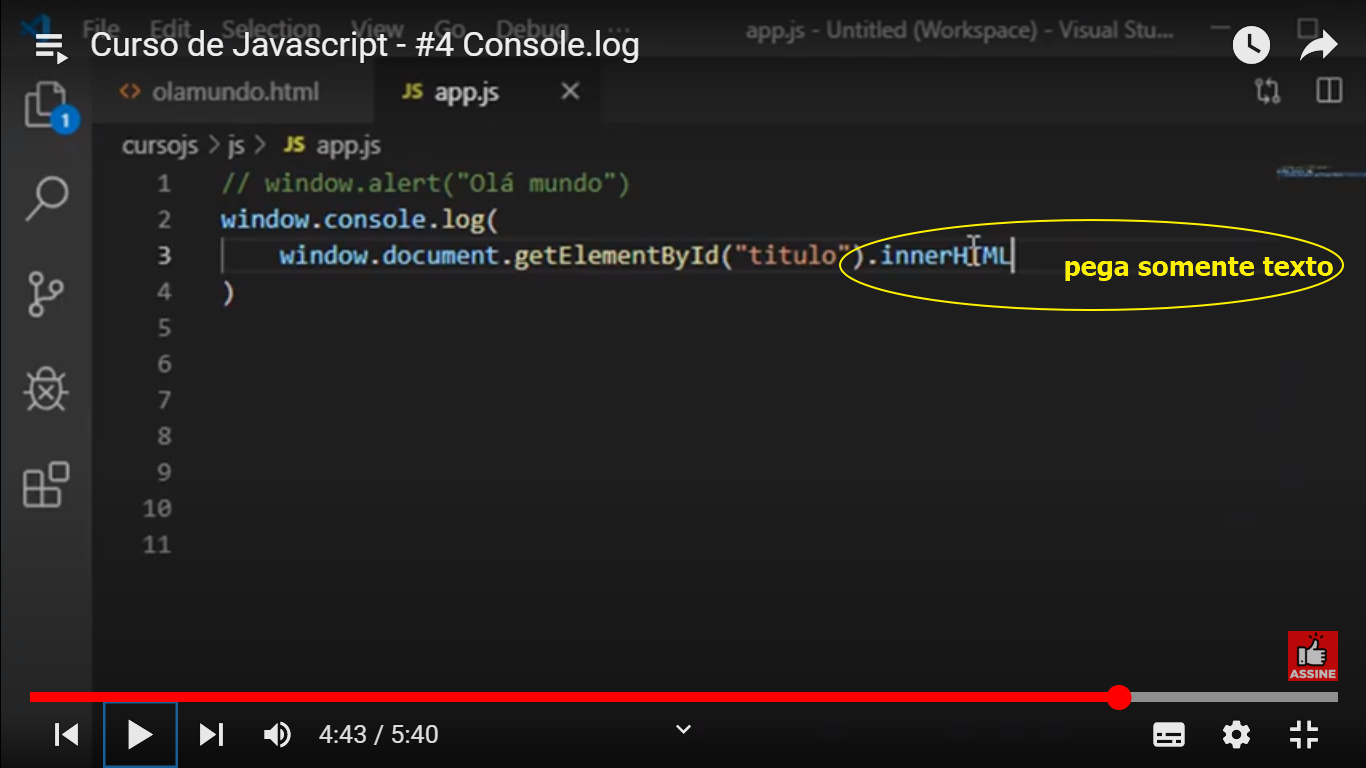 File Edit Selection View Go Debug ... app.js - Untitled (Workspace) - Visual Stu...
Curso de Javascript - #4 Console.log
olamundo.html JS app.js
1
cursojs > js > JS app.js
1 // window.alert("Olá mundo")
2 window.console.log(
3 window.document.getElementById("titulo").innerHTML pega somente texto
4 )
5
6
7
8
9
10
11
ASSINE
4:43 / 5:40